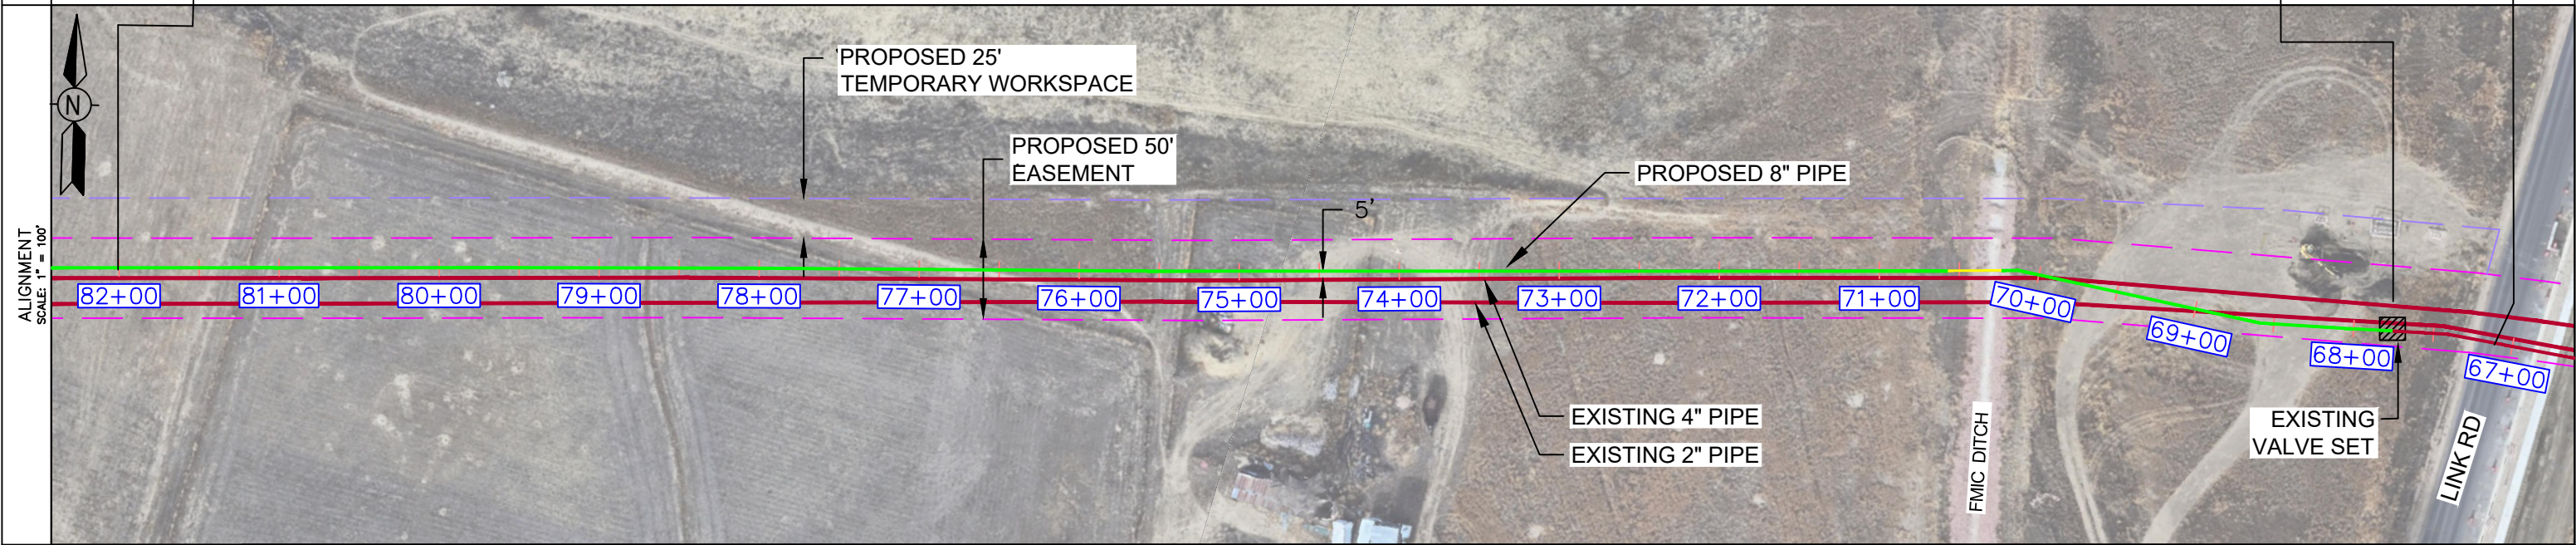 PROPOSED 25'
TEMPORARY WORKSPACE
PROPOSED 50'
EASEMENT
PROPOSED 8" PIPE
5'
N
ALIGNMENT
SCALE: 1" = 100'
82+00
81+00
80+00
79+00
78+00
77+00
76+00
75+00
74+00
73+00
72+00
71+00
70+00
69+00
68+00
67+00
EXISTING 4" PIPE
EXISTING 2" PIPE
FMIC DITCH
EXISTING
VALVE SET
LINK RD